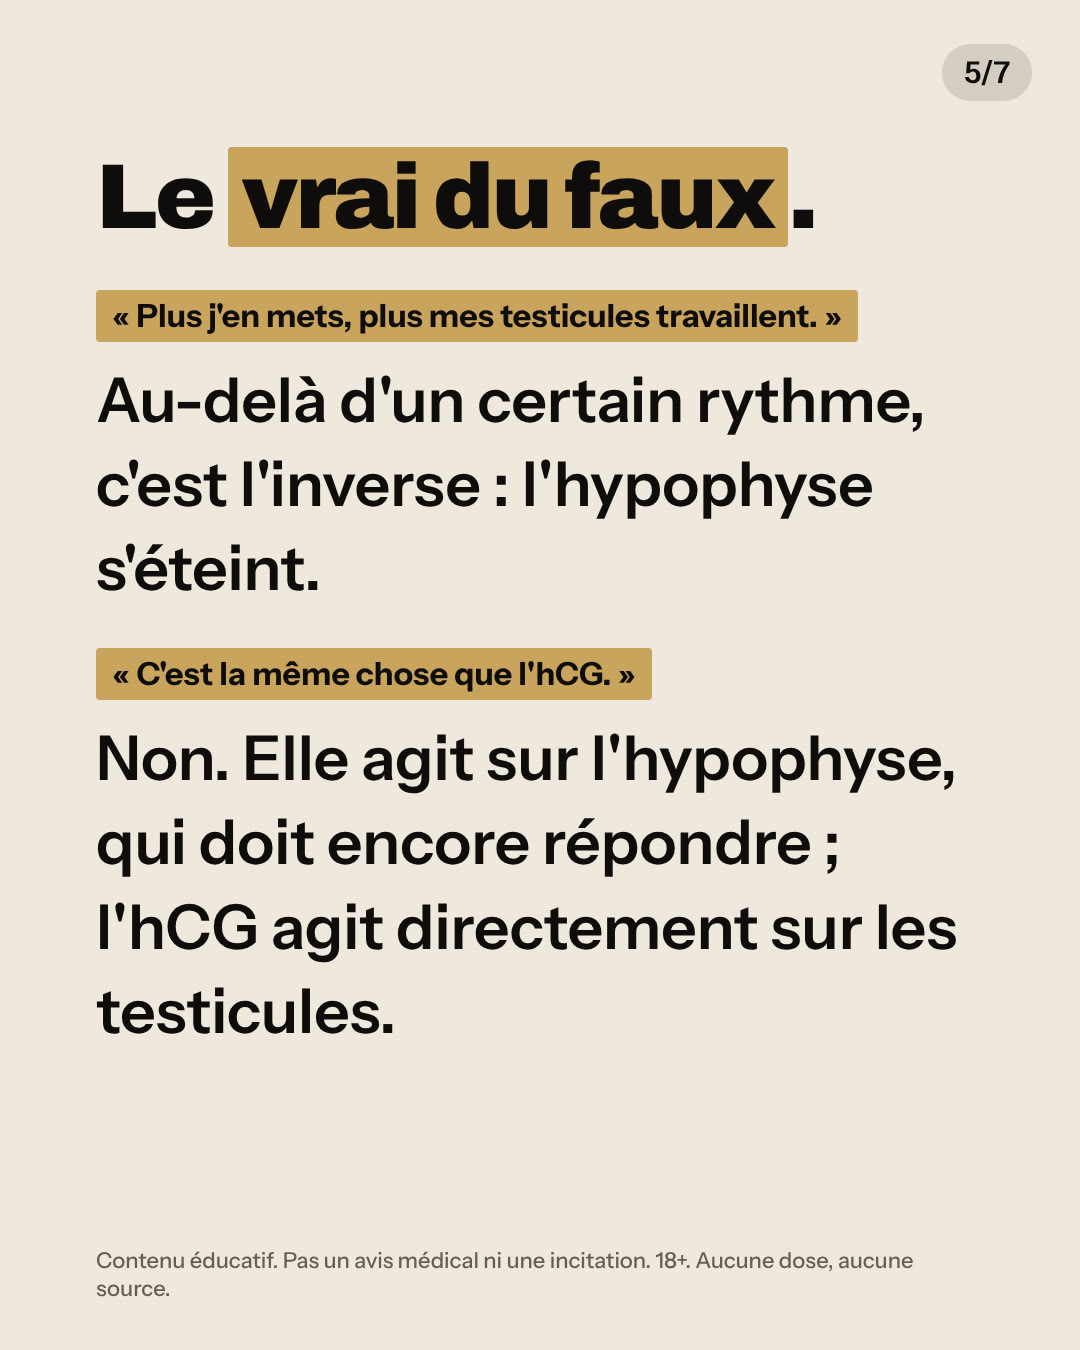 5/7
Le vrai du faux.
« Plus j'en mets, plus mes testicules travaillent. »
Au-delà d'un certain rythme,
c'est l'inverse : l'hypophyse
s'éteint.
« C'est la même chose que l'hCG. »
Non. Elle agit sur l'hypophyse,
qui doit encore répondre ;
l'hCG agit directement sur les
testicules.
Contenu éducatif. Pas un avis médical ni une incitation. 18+. Aucune dose, aucune
source.